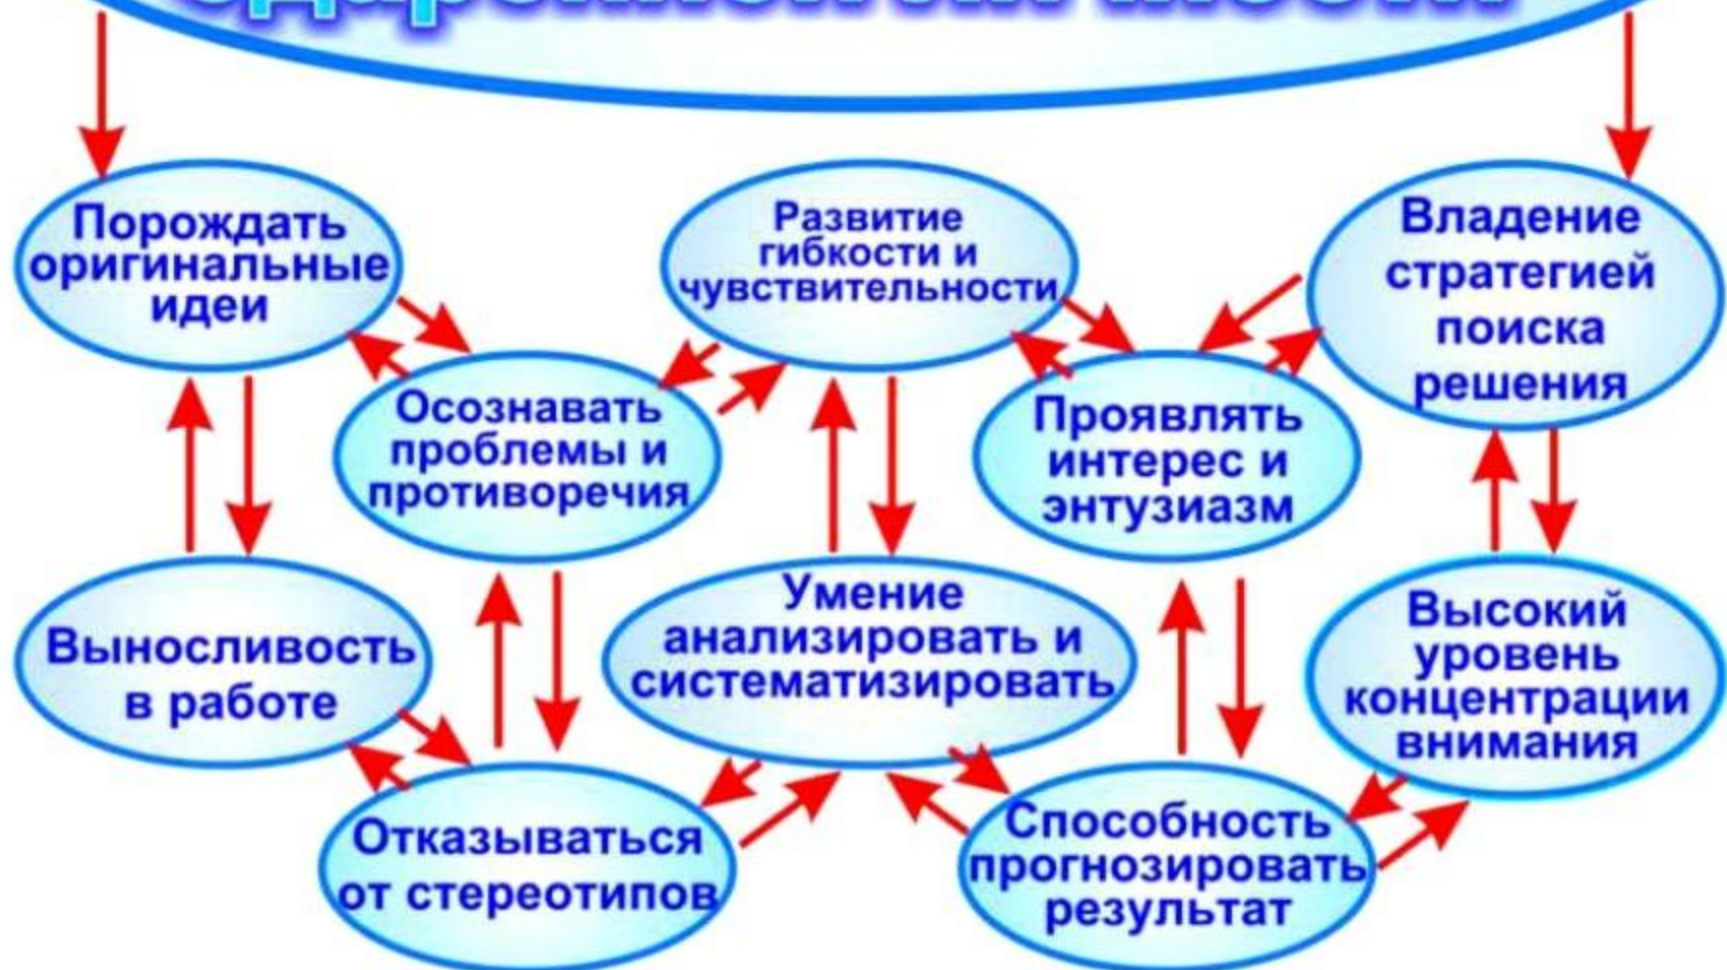 Порождать
оригинальные
идеи
Развитие
гибкости и
чувствительности
Владение
стратегией
поиска
решения
Осознавать
проблемы и
противоречия
Проявлять
интерес и
энтузиазм
Выносливость
в работе
Умение
анализировать и
систематизировать
Высокий
уровень
концентрации
внимания
Отказываться
от стереотипов
Способность
прогнозировать
результат